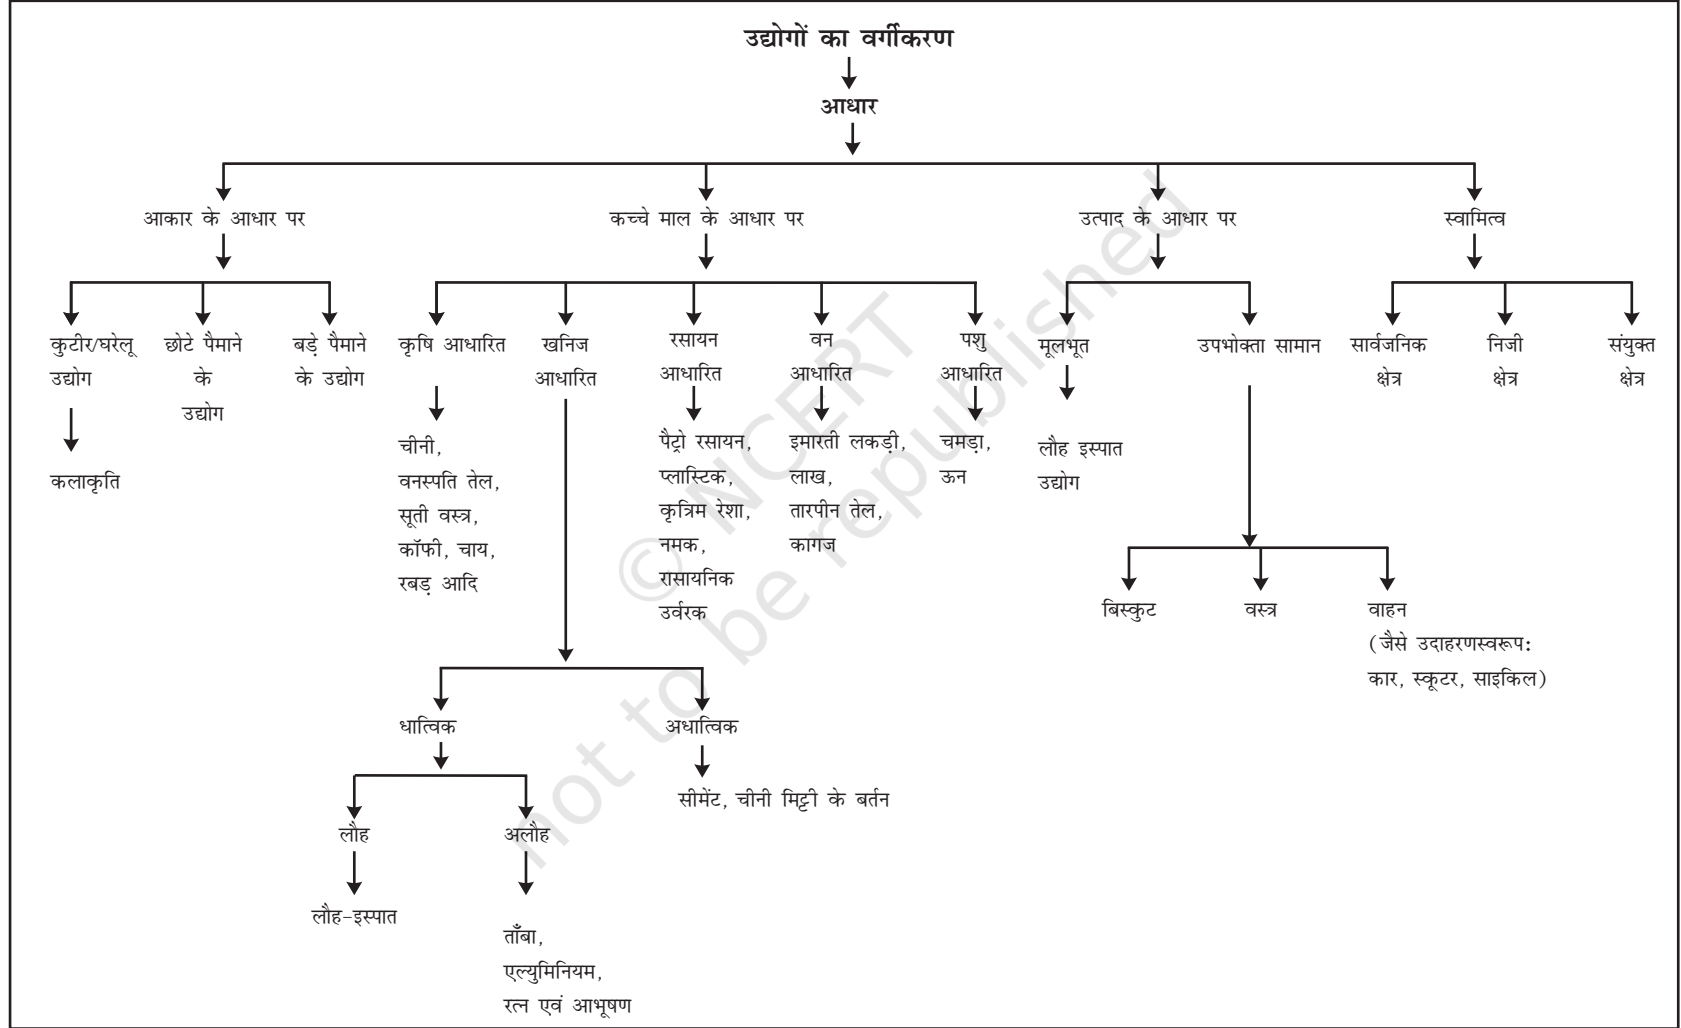 उद्योगों का वर्गीकरण
आधार
आकार के आधार पर
कच्चे माल के आधार पर
उत्पाद के आधार पर
स्वामित्व
कुटीर/घरेलू
उद्योग
छोटे पैमाने
के
उद्योग
बड़े पैमाने
के उद्योग
कृषि आधारित
खनिज
आधारित
रसायन
आधारित
वन
आधारित
पशु
आधारित
मूलभूत
उपभोक्ता सामान
सार्वजनिक
क्षेत्र
निजी
क्षेत्र
संयुक्त
क्षेत्र
कलाकृति
चीनी,
वनस्पति तेल,
सूती वस्त्र,
कॉफी, चाय,
रबड़ आदि
पैट्रो रसायन,
प्लास्टिक,
कृत्रिम रेशा,
नमक,
रासायनिक
उर्वरक
इमारती लकड़ी,
लाख,
तारपीन तेल,
कागज
चमड़ा,
ऊन
लौह इस्पात
उद्योग
बिस्कुट
वस्त्र
वाहन
(जैसे उदाहरणस्वरूप:
कार, स्कूटर, साइकिल)
धात्विक
अधात्विक
सीमेंट, चीनी मिट्टी के बर्तन
लौह
अलौह
लौह-इस्पात
ताँबा,
एल्युमिनियम,
रत्न एवं आभूषण
© NCERT
not to be republished